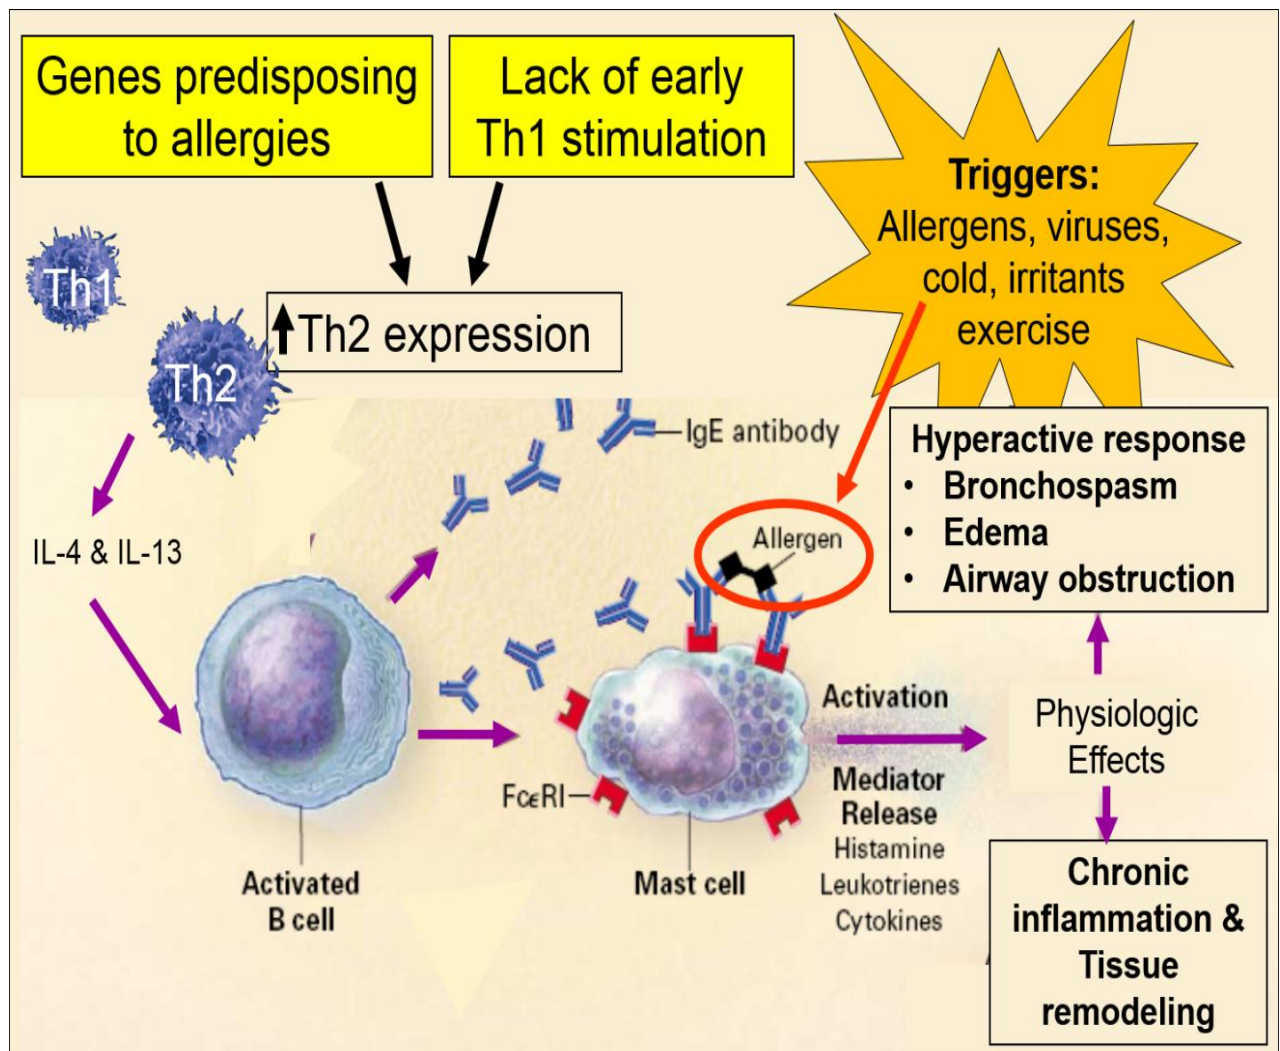 Genes predisposing
to allergies
Lack of early
Th1 stimulation
Triggers:
Allergens, viruses,
cold, irritants
exercise
Th1
Th2
Th2 expression
IgE antibody
Hyperactive response
• Bronchospasm
• Edema
• Airway obstruction
IL-4 & IL-13
Allergen
Activation
Physiologic
Effects
FcϵRI
Mediator
Release
Histamine
Leukotrienes
Cytokines
Activated
B cell
Mast cell
Chronic
inflammation &
Tissue
remodeling